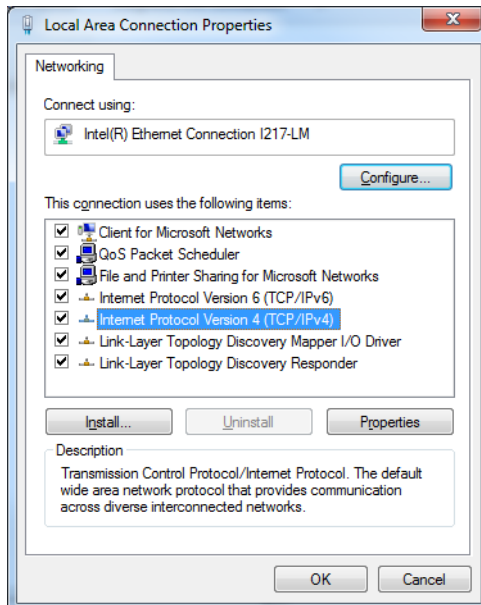 Local Area Connection Properties
Networking
Connect using:
Intel(R) Ethernet Connection I217-LM
Configure...
This connection uses the following items:
Client for Microsoft Networks
QoS Packet Scheduler
File and Printer Sharing for Microsoft Networks
Internet Protocol Version 6 (TCP/IPv6)
Internet Protocol Version 4 (TCP/IPv4)
Link-Layer Topology Discovery Mapper I/O Driver
Link-Layer Topology Discovery Responder
Install... Uninstall Properties
Description
Transmission Control Protocol/Internet Protocol. The default
wide area network protocol that provides communication
across diverse interconnected networks.
OK Cancel